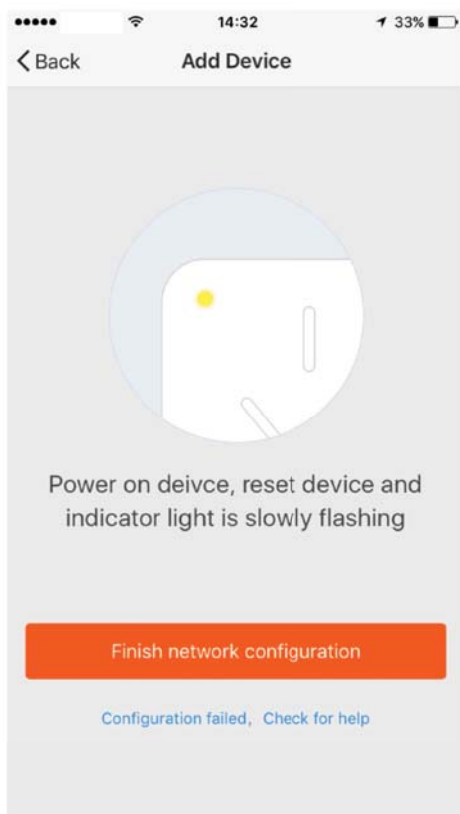 14:32
33%
Back
Add Device
Power on deivce, reset device and
indicator light is slowly flashing
Finish network configuration
Configuration failed, Check for help